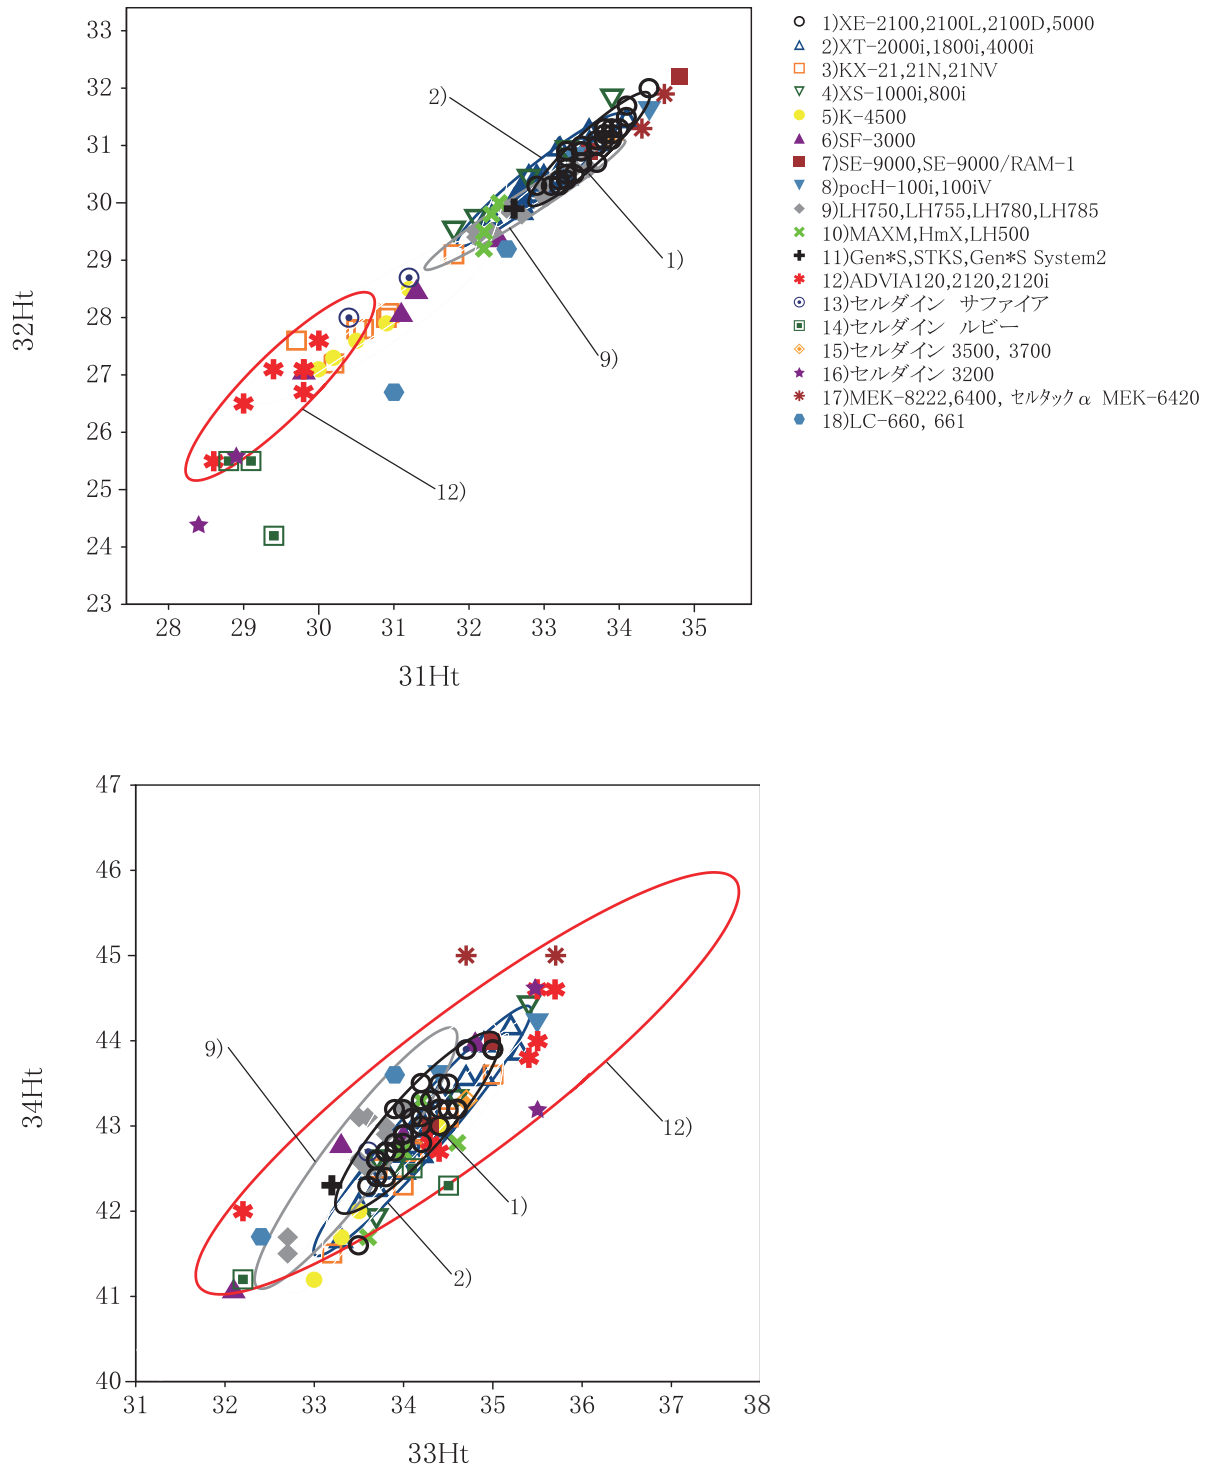 33
32
31
30
29
28
27
26
25
24
23
32Ht
28 29 30 31 32 33 34 35
31Ht
2)
1)
9)
12)
1)XE-2100,2100L,2100D,5000
2)XT-2000i,1800i,4000i
3)KX-21,21N,21NV
4)XS-1000i,800i
5)K-4500
6)SF-3000
7)SE-9000,SE-9000/RAM-1
8)pocH-100i,100iV
9)LH750,LH755,LH780,LH785
10)MAXM,HmX,LH500
11)Gen*S,STKS,Gen*S System2
12)ADVIA120,2120,2120i
13)セルダイン サファイア
14)セルダイン ルビー
15)セルダイン 3500, 3700
16)セルダイン 3200
17)MEK-8222,6400, セルタックα MEK-6420
18)LC-660, 661
47
46
45
44
43
42
41
40
34Ht
31 32 33 34 35 36 37 38
33Ht
9)
12)
1)
2)